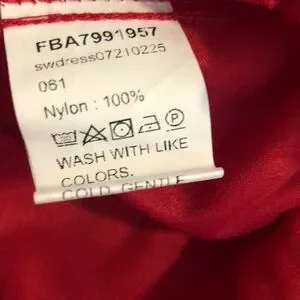 FBA7991957
swdress07210225
061
Nylon : 100%
WASH WITH LIKE
COLORS.
COLD GENTLE